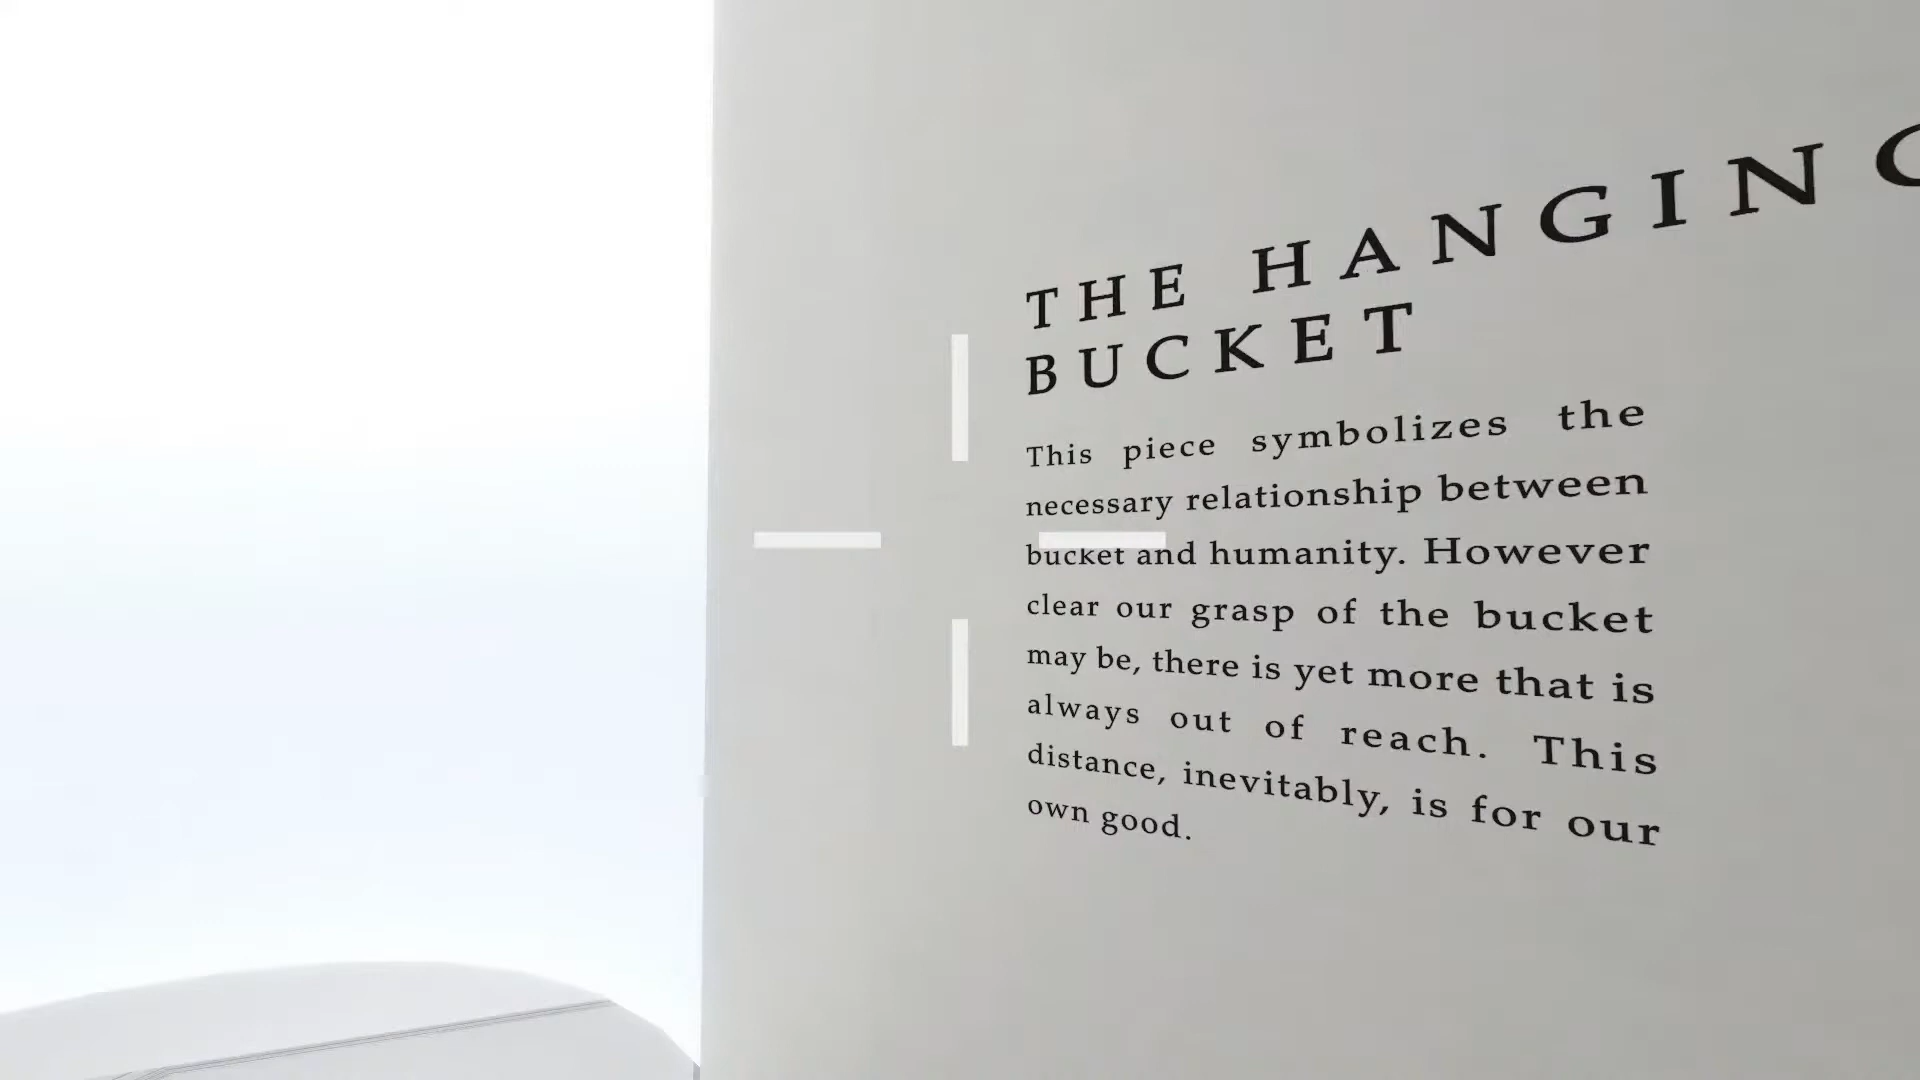 THE HANGING
BUCKET
This piece symbolizes the
necessary relationship between
bucket and humanity. However
clear our grasp of the bucket
may be, there is yet more that is
always out of reach. This
distance, inevitably, is for our
own good.